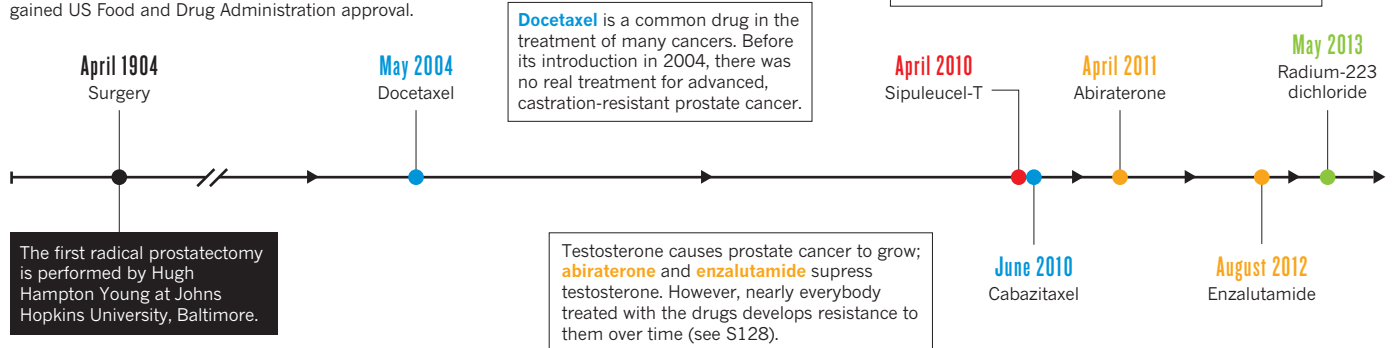 gained US Food and Drug Administration approval.
Docetaxel is a common drug in the
treatment of many cancers. Before
its introduction in 2004, there was
no real treatment for advanced,
castration-resistant prostate cancer.
April 1904
Surgery
May 2004
Docetaxel
April 2010
Sipuleucel-T
April 2011
Abiraterone
May 2013
Radium-223
dichloride
The first radical prostatectomy
is performed by Hugh
Hampton Young at Johns
Hopkins University, Baltimore.
Testosterone causes prostate cancer to grow;
abiraterone and enzalutamide supress
testosterone. However, nearly everybody
treated with the drugs develops resistance to
them over time (see S128).
June 2010
Cabazitaxel
August 2012
Enzalutamide